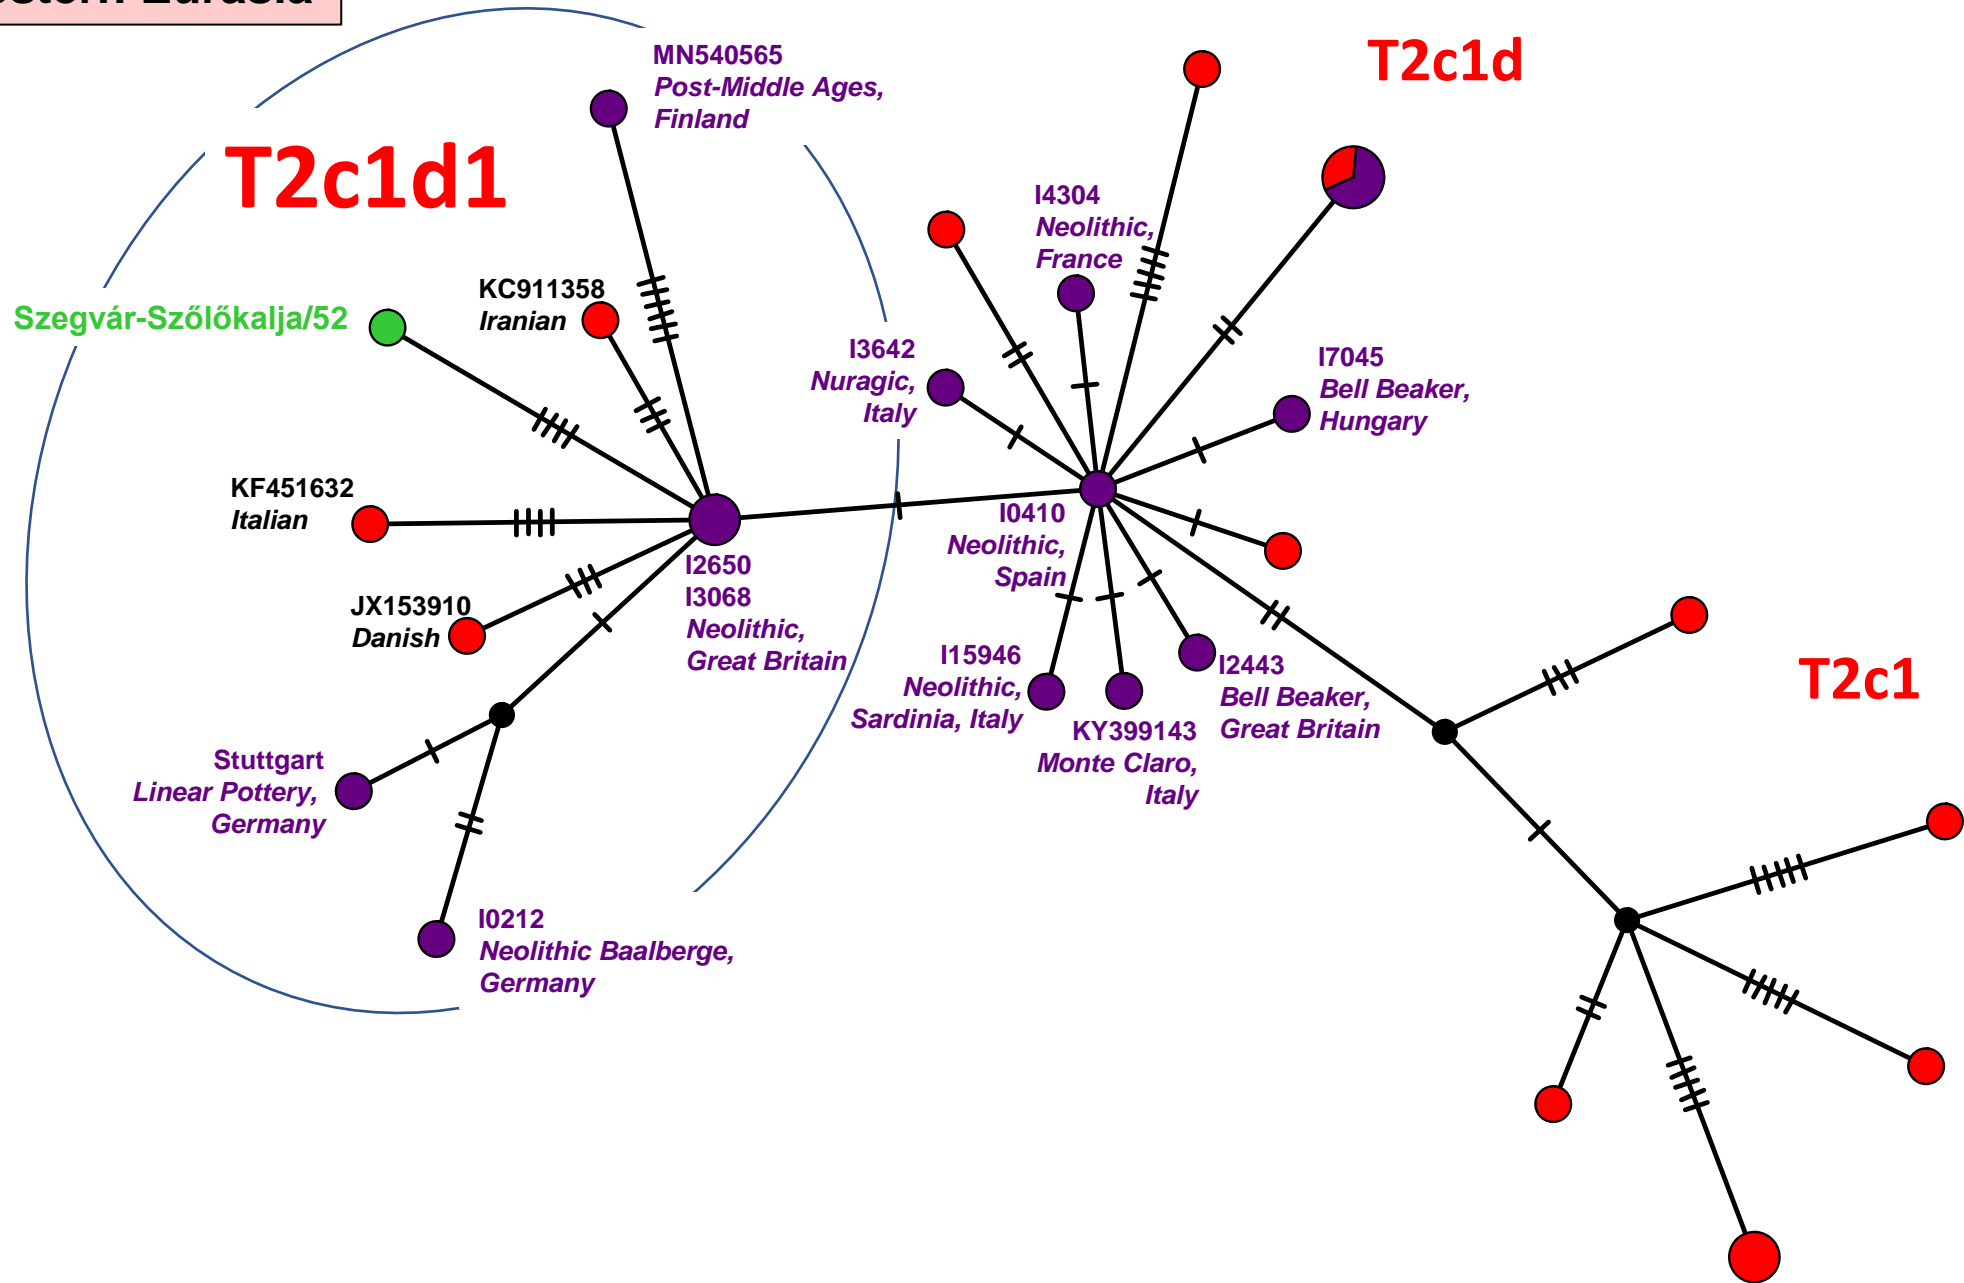 Eurasia
MN540565
Post-Middle Ages,
Finland
T2c1d
T2c1d1
I4304
Neolithic,
France
KC911358
Iranian
Szegvár-Szőlőkalja/52
I3642
Nuragic,
Italy
I7045
Bell Beaker,
Hungary
KF451632
Italian
I0410
Neolithic,
Spain
I2650
I3068
Neolithic,
Great Britain
JX153910
Danish
I15946
Neolithic,
Sardinia, Italy
I2443
Bell Beaker,
Great Britain
KY399143
Monte Claro,
Italy
T2c1
Stuttgart
Linear Pottery,
Germany
I0212
Neolithic Baalberge,
Germany